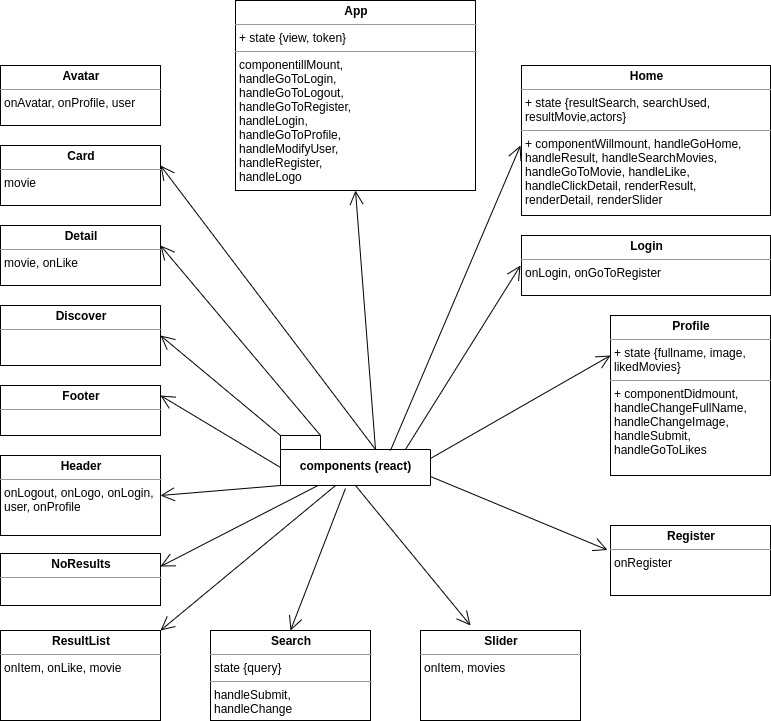 App
+ state {view, token}
componentillMount,
handleGoToLogin,
handleGoToLogout,
handleGoToRegister,
handleLogin,
handleGoToProfile,
handleModifyUser,
handleRegister,
handleLogo
Avatar
onAvatar, onProfile, user
Card
movie
Detail
movie, onLike
Discover
Footer
Header
onLogout, onLogo, onLogin,
user, onProfile
NoResults
ResultList
onItem, onLike, movie
components (react)
Search
state {query}
handleSubmit,
handleChange
Slider
onItem, movies
Home
+ state {resultSearch, searchUsed,
resultMovie,actors}
+ componentWillmount, handleGoHome,
handleResult, handleSearchMovies,
handleGoToMovie, handleLike,
handleClickDetail, renderResult,
renderDetail, renderSlider
Login
onLogin, onGoToRegister
Profile
+ state {fullname, image,
likedMovies}
+ componentDidmount,
handleChangeFullName,
handleChangeImage,
handleSubmit,
handleGoToLikes
Register
onRegister